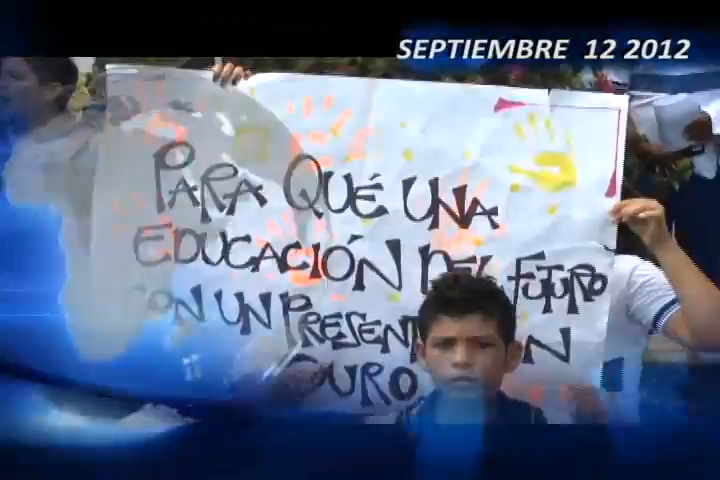 SEPTIEMBRE 12 2012
PARA QUÉ UNA
EDUCACIÓN DEL FUTURO
CON UN